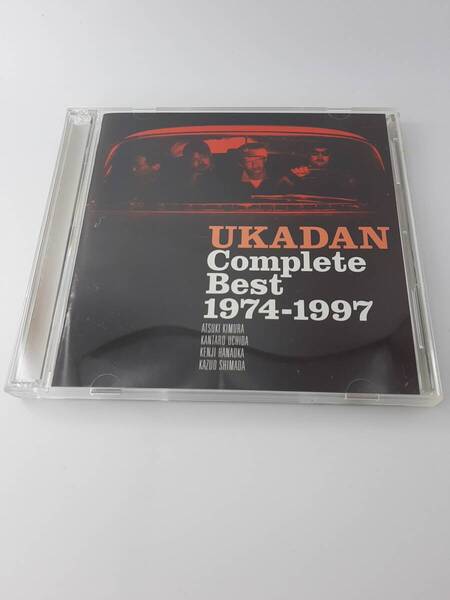 UKADAN
Complete
Best
1974-1997
ATSUKI KIMURA
KANTARO UCHIDA
KENJI HANAOKA
KAZUO SHIMADA